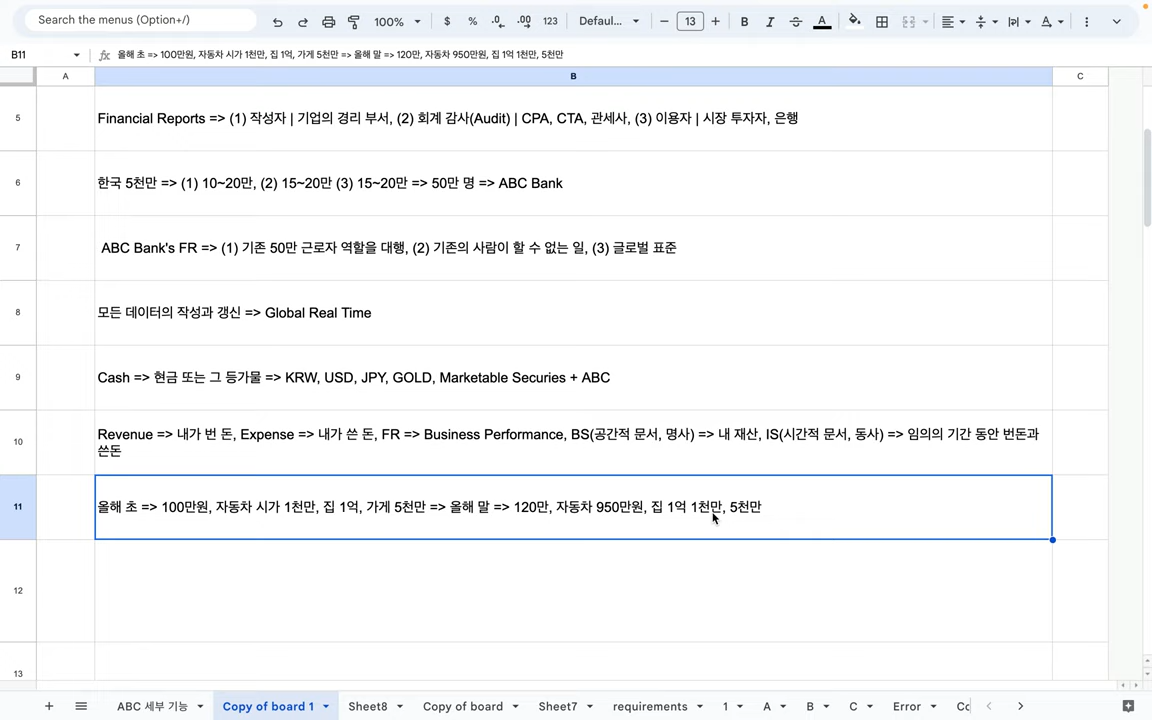 Search the menus (Option+/)
100%
$ % .0 .00 123
Defaul...
13
B I A A
B11
fx 올해 초 => 100만원, 자동차 시가 1천만, 집 1억, 가게 5천만 => 올해 말 => 120만, 자동차 950만원, 집 1억 1천만, 5천만
A B C
5 Financial Reports => (1) 작성자 | 기업의 경리 부서, (2) 회계 감사(Audit) | CPA, CTA, 관세사, (3) 이용자 | 시장 투자자, 은행
6 한국 5천만 => (1) 10~20만, (2) 15~20만 (3) 15~20만 => 50만 명 => ABC Bank
7 ABC Bank's FR => (1) 기존 50만 근로자 역할을 대행, (2) 기존의 사람이 할 수 없는 일, (3) 글로벌 표준
8 모든 데이터의 작성과 갱신 => Global Real Time
9 Cash => 현금 또는 그 등가물 => KRW, USD, JPY, GOLD, Marketable Securies + ABC
10 Revenue => 내가 번 돈, Expense => 내가 쓴 돈, FR => Business Performance, BS(공간적 문서, 명사) => 내 재산, IS(시간적 문서, 동사) => 임의의 기간 동안 번돈과
쓴돈
11 올해 초 => 100만원, 자동차 시가 1천만, 집 1억, 가게 5천만 => 올해 말 => 120만, 자동차 950만원, 집 1억 1천만, 5천만
12
13
ABC 세부 기능
Copy of board 1
Sheet8
Copy of board
Sheet7
requirements
1
A
B
C
Error